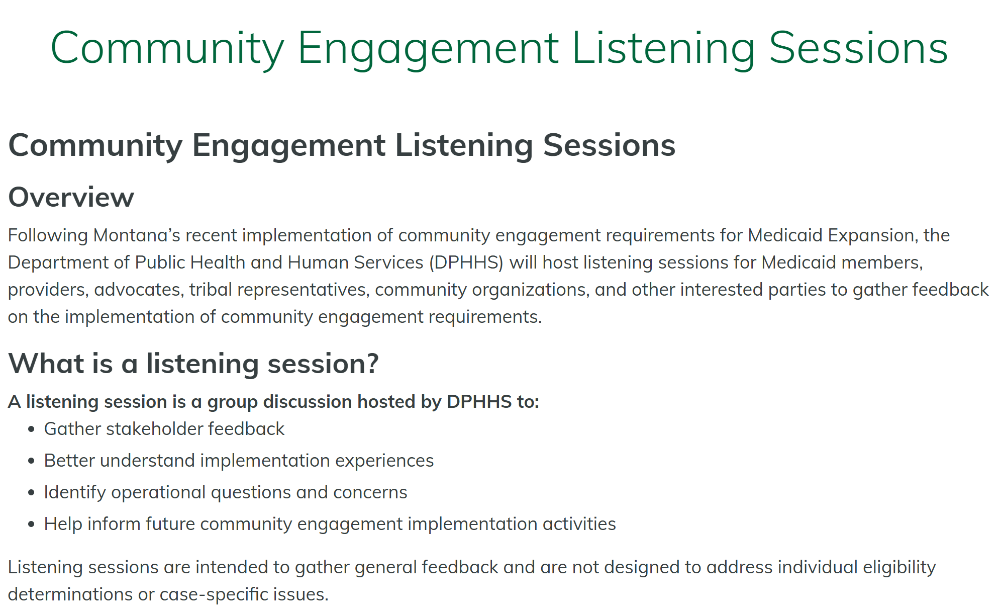 Community Engagement Listening Sessions
Community Engagement Listening Sessions
Overview
Following Montana’s recent implementation of community engagement requirements for Medicaid Expansion, the
Department of Public Health and Human Services (DPHHS) will host listening sessions for Medicaid members,
providers, advocates, tribal representatives, community organizations, and other interested parties to gather feedback
on the implementation of community engagement requirements.
What is a listening session?
A listening session is a group discussion hosted by DPHHS to:
• Gather stakeholder feedback
• Better understand implementation experiences
• Identify operational questions and concerns
• Help inform future community engagement implementation activities
Listening sessions are intended to gather general feedback and are not designed to address individual eligibility
determinations or case-specific issues.